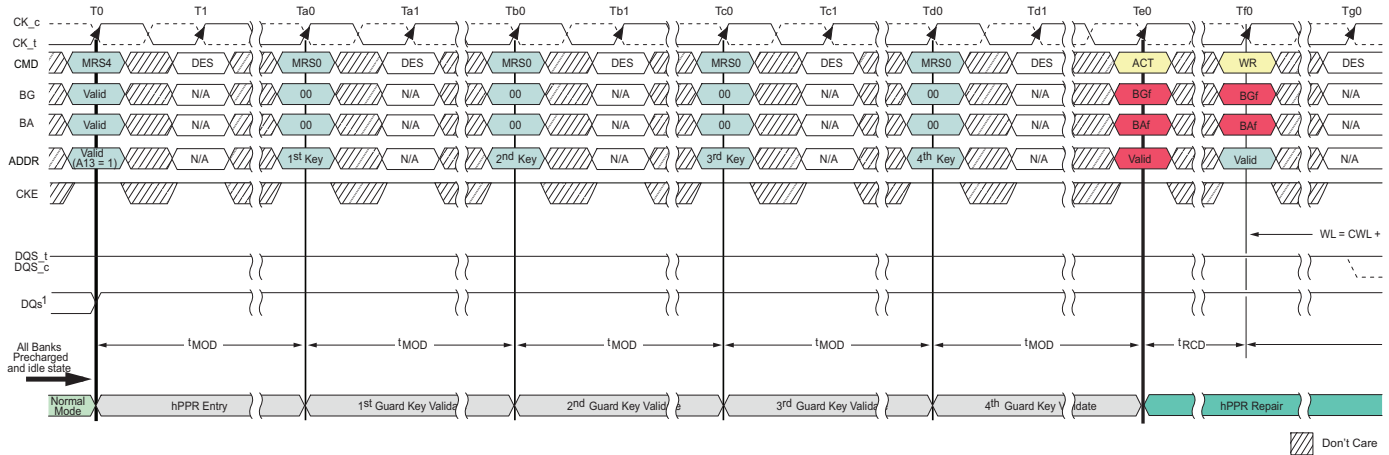 T0 T1 Ta0 Ta1 Tb0 Tb1 Tc0 Tc1 Td0 Td1 Te0 Tf0 Tg0
CK_c
CK_t
CMD MRS4 DES MRS0 DES MRS0 DES MRS0 DES MRS0 DES ACT WR DES
BG Valid N/A 00 N/A 00 N/A 00 N/A 00 N/A BGf BGf N/A
BA Valid N/A 00 N/A 00 N/A 00 N/A 00 N/A BAf BAf N/A
ADDR Valid (A13 = 1) N/A 1st Key N/A 2nd Key N/A 3rd Key N/A 4th Key N/A Valid Valid N/A
CKE
WL = CWL +
DQS_t
DQS_c
DQs1
tMOD tMOD tMOD tMOD tMOD tRCD
All Banks
Precharged
and idle state
Normal Mode hPPR Entry 1st Guard Key Valida 2nd Guard Key Valid e 3rd Guard Key Valida 4th Guard Key V idate hPPR Repair
Don't Care